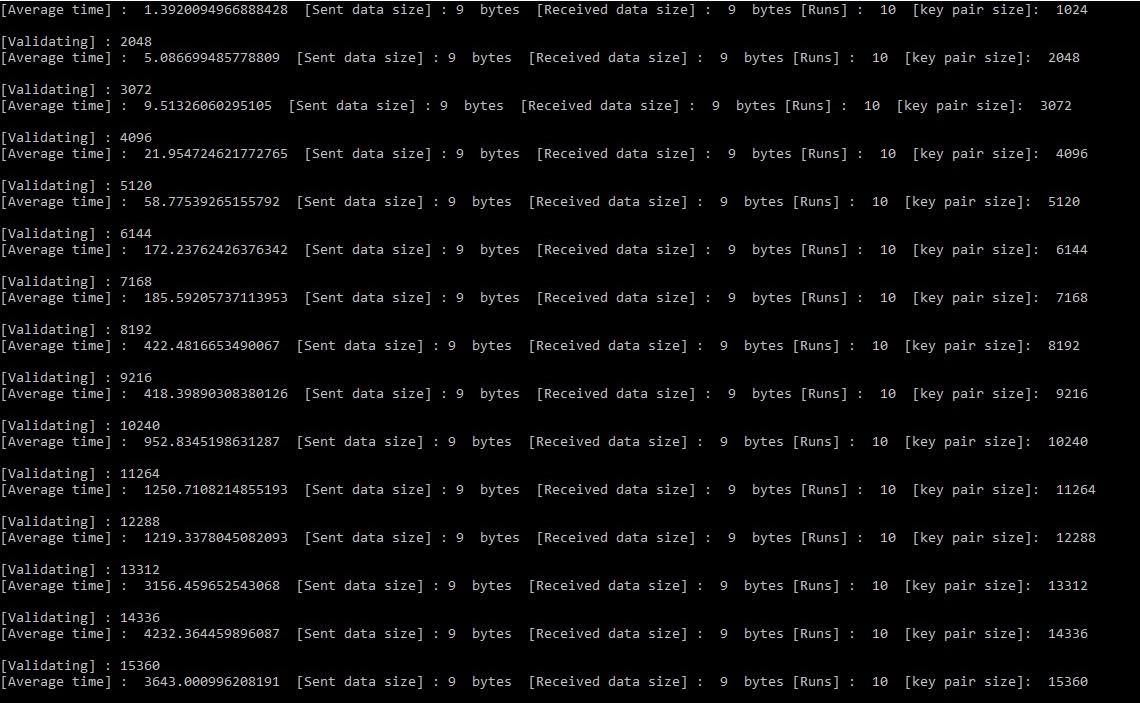 [Average time] :  1.3920094966888428  [Sent data size] : 9  bytes  [Received data size] :  9  bytes [Runs] :  10  [key pair size]:  1024
[Validating] : 2048
[Average time] :  5.086699485778809  [Sent data size] : 9  bytes  [Received data size] :  9  bytes [Runs] :  10  [key pair size]:  2048
[Validating] : 3072
[Average time] :  9.51326060295105  [Sent data size] : 9  bytes  [Received data size] :  9  bytes [Runs] :  10  [key pair size]:  3072
[Validating] : 4096
[Average time] :  21.954724621772765  [Sent data size] : 9  bytes  [Received data size] :  9  bytes [Runs] :  10  [key pair size]:  4096
[Validating] : 5120
[Average time] :  58.77539265155792  [Sent data size] : 9  bytes  [Received data size] :  9  bytes [Runs] :  10  [key pair size]:  5120
[Validating] : 6144
[Average time] :  172.23762426376342  [Sent data size] : 9  bytes  [Received data size] :  9  bytes [Runs] :  10  [key pair size]:  6144
[Validating] : 7168
[Average time] :  185.59205737113953  [Sent data size] : 9  bytes  [Received data size] :  9  bytes [Runs] :  10  [key pair size]:  7168
[Validating] : 8192
[Average time] :  422.4816653490067  [Sent data size] : 9  bytes  [Received data size] :  9  bytes [Runs] :  10  [key pair size]:  8192
[Validating] : 9216
[Average time] :  418.39890308380126  [Sent data size] : 9  bytes  [Received data size] :  9  bytes [Runs] :  10  [key pair size]:  9216
[Validating] : 10240
[Average time] :  952.8345198631287  [Sent data size] : 9  bytes  [Received data size] :  9  bytes [Runs] :  10  [key pair size]:  10240
[Validating] : 11264
[Average time] :  1250.7108214855193  [Sent data size] : 9  bytes  [Received data size] :  9  bytes [Runs] :  10  [key pair size]:  11264
[Validating] : 12288
[Average time] :  1219.3378045082093  [Sent data size] : 9  bytes  [Received data size] :  9  bytes [Runs] :  10  [key pair size]:  12288
[Validating] : 13312
[Average time] :  3156.459652543068  [Sent data size] : 9  bytes  [Received data size] :  9  bytes [Runs] :  10  [key pair size]:  13312
[Validating] : 14336
[Average time] :  4232.364459896087  [Sent data size] : 9  bytes  [Received data size] :  9  bytes [Runs] :  10  [key pair size]:  14336
[Validating] : 15360
[Average time] :  3643.000996208191  [Sent data size] : 9  bytes  [Received data size] :  9  bytes [Runs] :  10  [key pair size]:  15360